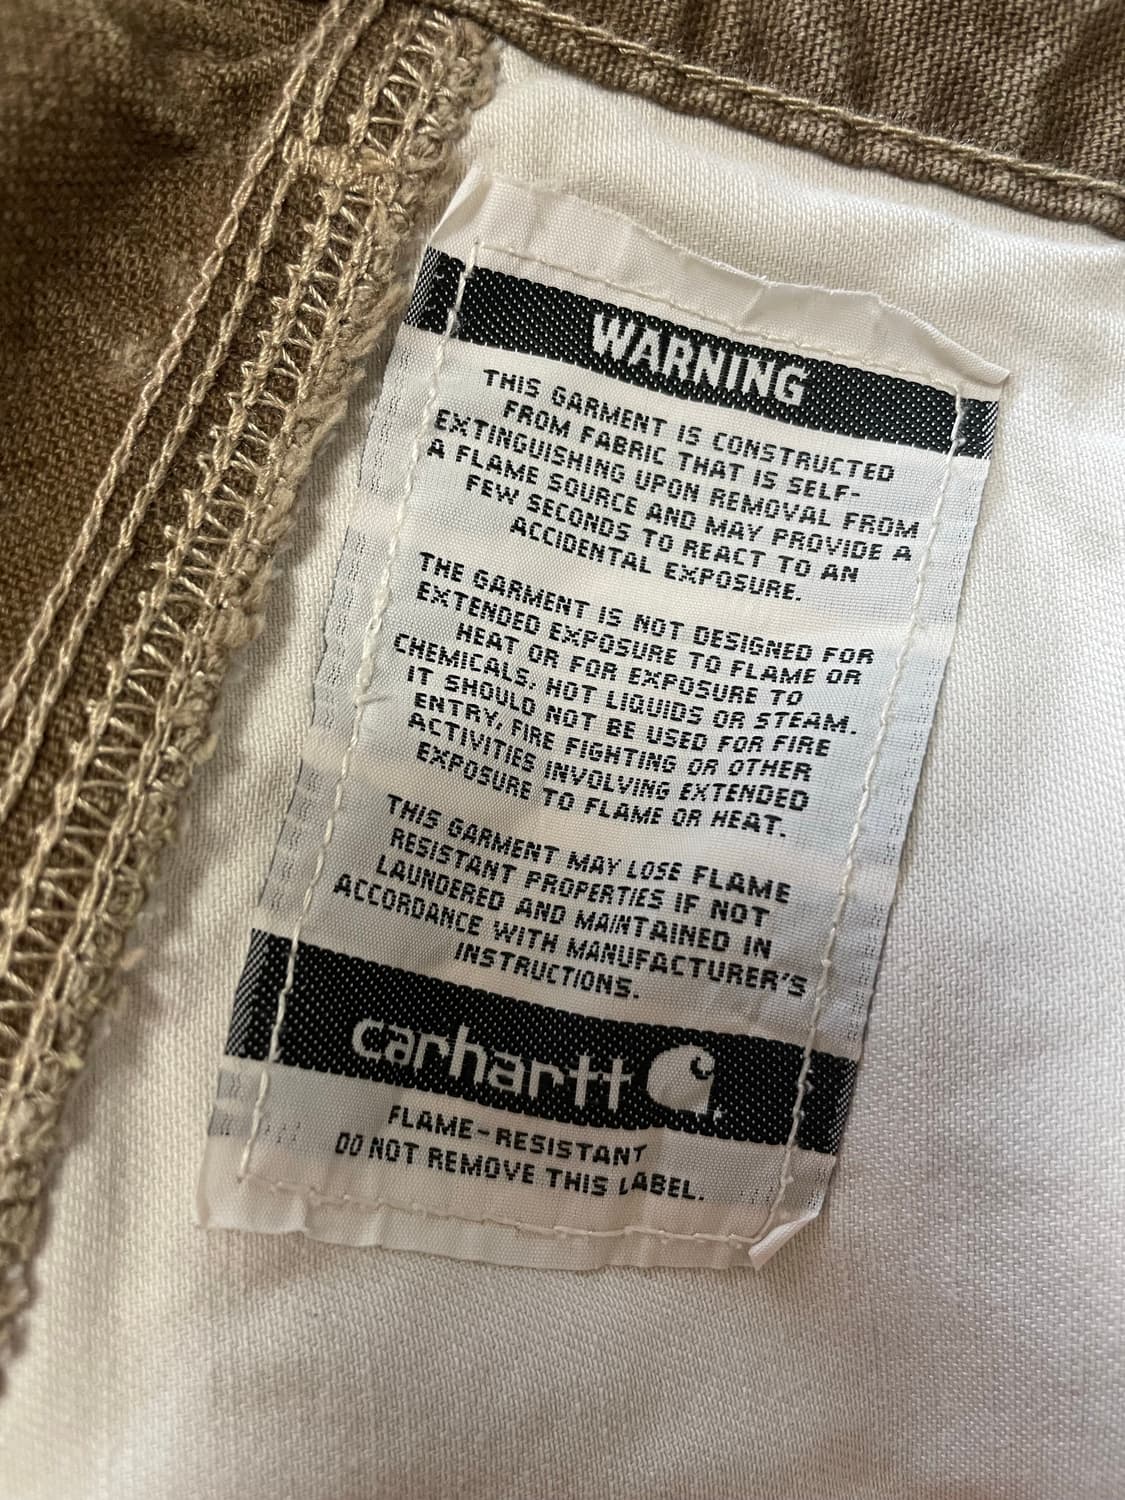 WARNING
THIS GARMENT IS CONSTRUCTED
FROM FABRIC THAT IS SELF-
EXTINGUISHING UPON REMOVAL FROM
A FLAME SOURCE AND MAY PROVIDE A
FEW SECONDS TO REACT TO AN
ACCIDENTAL EXPOSURE.
THE GARMENT IS NOT DESIGNED FOR
EXTENDED EXPOSURE TO FLAME OR
HEAT OR FOR EXPOSURE TO
CHEMICALS, HOT LIQUIDS OR STEAM.
IT SHOULD NOT BE USED FOR FIRE
ENTRY, FIRE FIGHTING OR OTHER
ACTIVITIES INVOLVING EXTENDED
EXPOSURE TO FLAME OR HEAT.
THIS GARMENT MAY LOSE FLAME
RESISTANT PROPERTIES IF NOT
LAUNDERED AND MAINTAINED IN
ACCORDANCE WITH MANUFACTURER'S
INSTRUCTIONS.
carhartt
FLAME-RESISTANT
DO NOT REMOVE THIS LABEL.